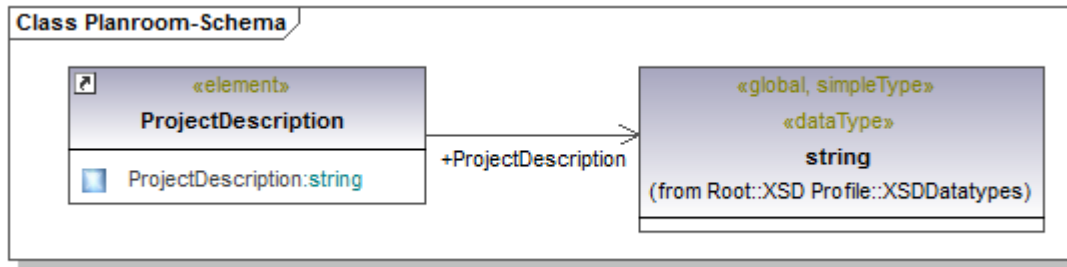 Class Planroom-Schema
«element»
ProjectDescription
ProjectDescription:string
+ProjectDescription
«global, simpleType»
«dataType»
string
(from Root::XSD Profile::XSDDatatypes)